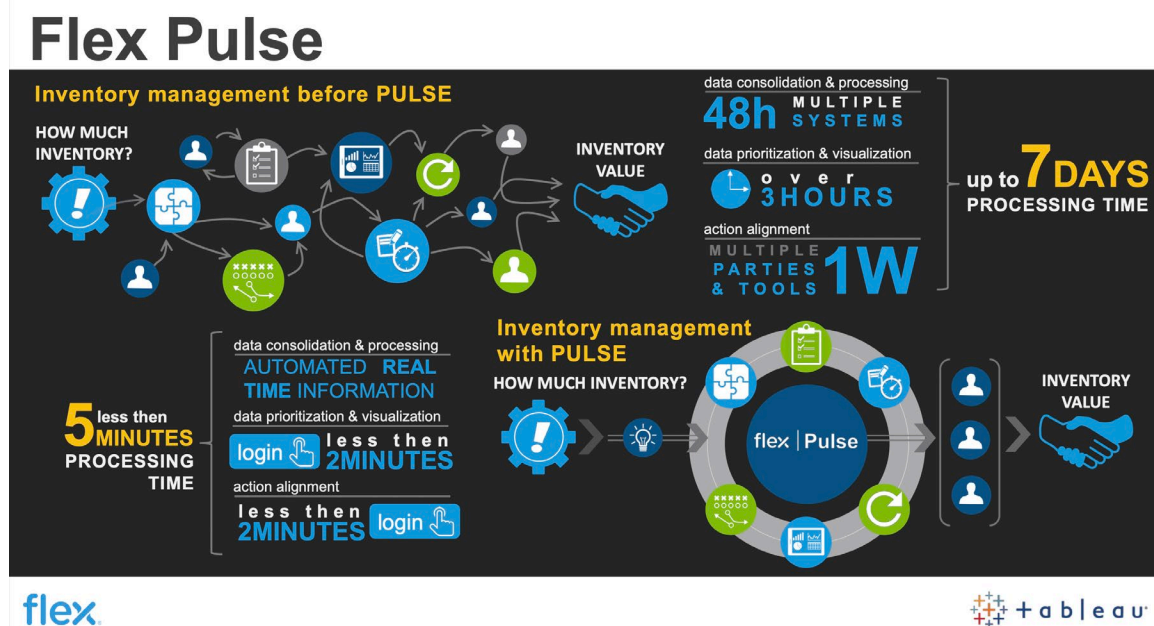 Flex Pulse
Inventory management before PULSE
HOW MUCH
INVENTORY?
INVENTORY
VALUE
data consolidation & processing
48h MULTIPLE
SYSTEMS
data prioritization & visualization
over
3HOURS
action alignment
MULTIPLE
PARTIES
& TOOLS
1W
up to 7 DAYS
PROCESSING TIME
5 less then
MINUTES
PROCESSING
TIME
data consolidation & processing
AUTOMATED REAL
TIME INFORMATION
data prioritization & visualization
login less then
2MINUTES
action alignment
less then
2MINUTES login
Inventory management
with PULSE
HOW MUCH INVENTORY?
flex | Pulse
INVENTORY
VALUE
flex.
tableau